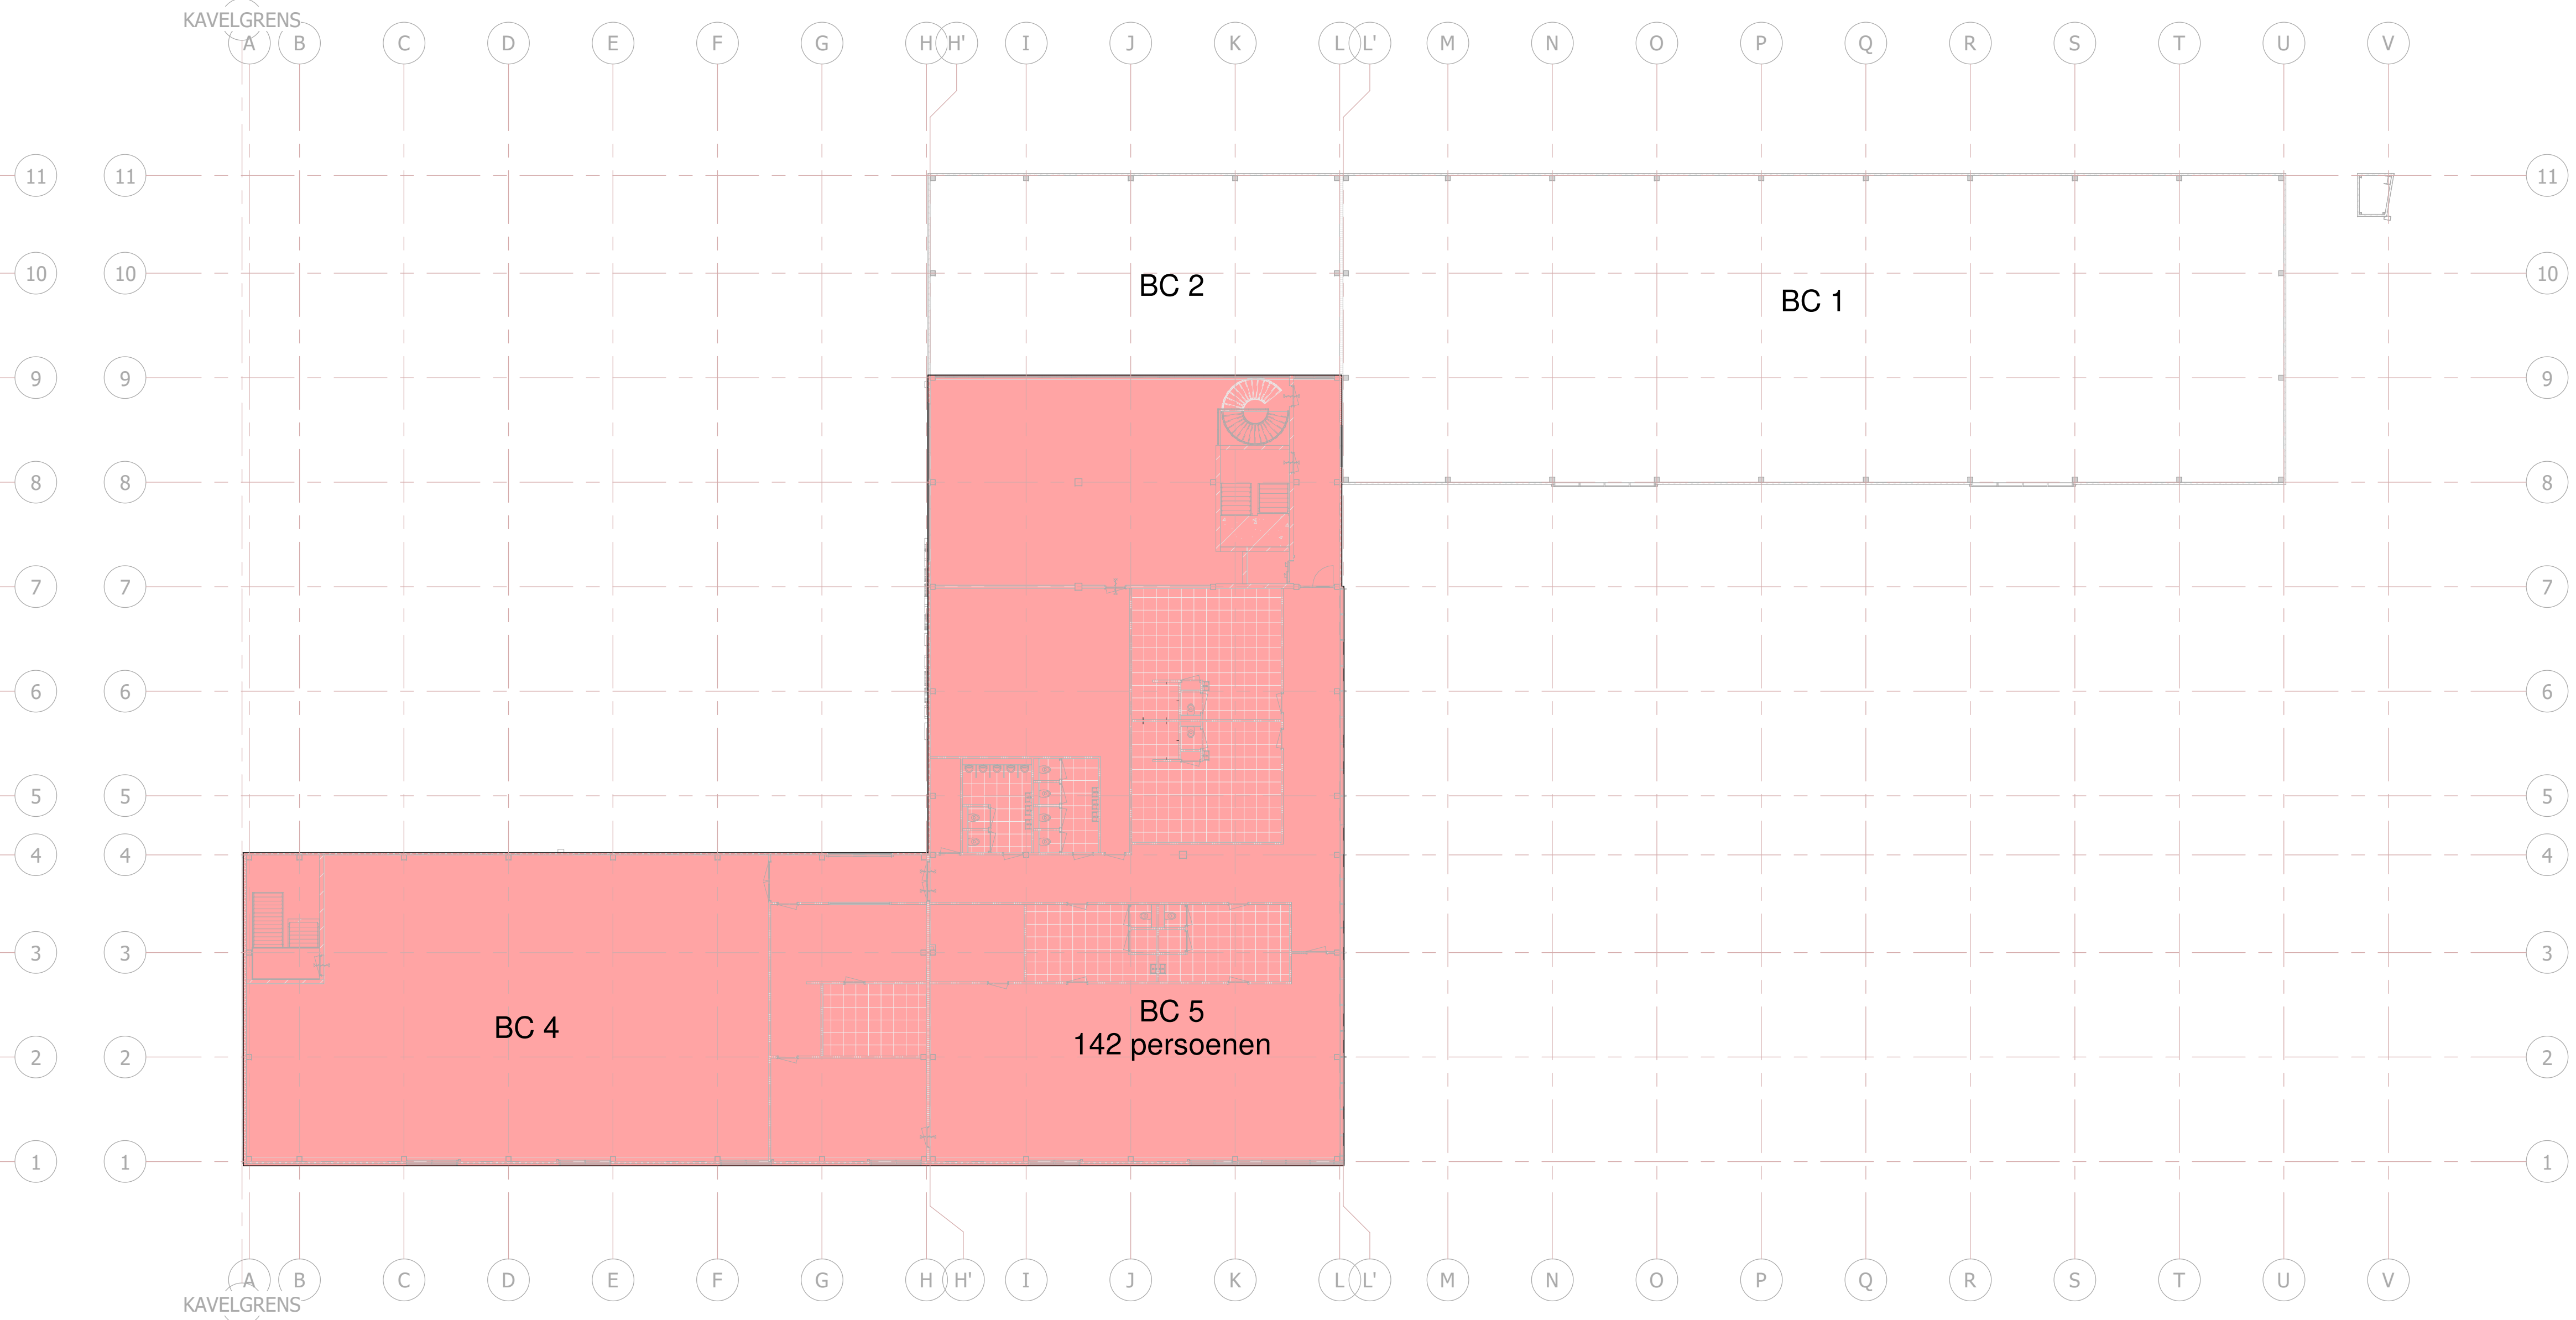 KAVELGRENS
A B C D E F G H H' I J K L L' M N O P Q R S T U V
11 11 11
10 10 10
BC 2
BC 1
9 9 9
8 8 8
7 7 7
6 6 6
5 5 5
4 4 4
3 3 3
BC 5
BC 4
142 persoenen
2 2 2
1 1 1
A B C D E F G H H' I J K L L' M N O P Q R S T U V
KAVELGRENS